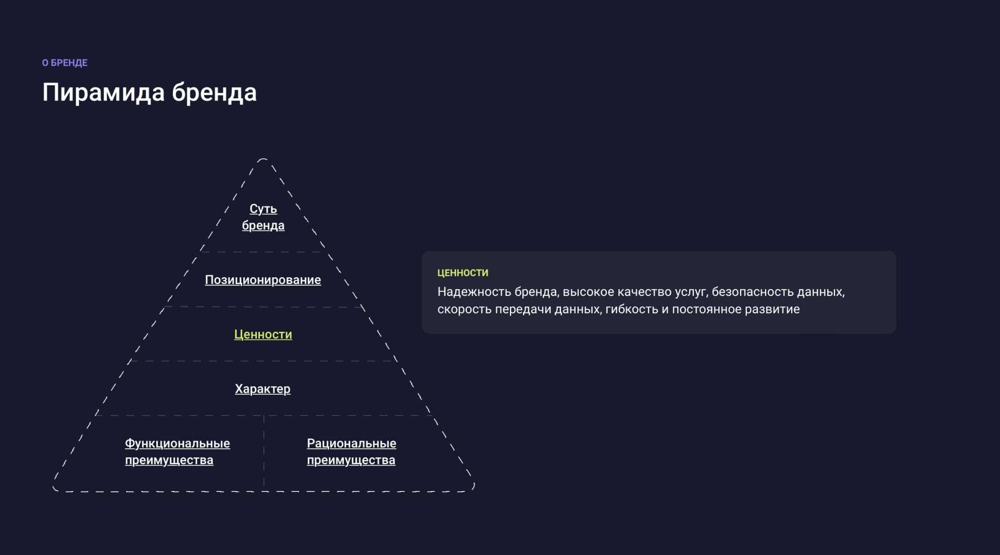 О БРЕНДЕ
Пирамида бренда
Суть
бренда
Позиционирование
Ценности
Характер
Функциональные
преимущества
Рациональные
преимущества
ЦЕННОСТИ
Надежность бренда, высокое качество услуг, безопасность данных,
скорость передачи данных, гибкость и постоянное развитие